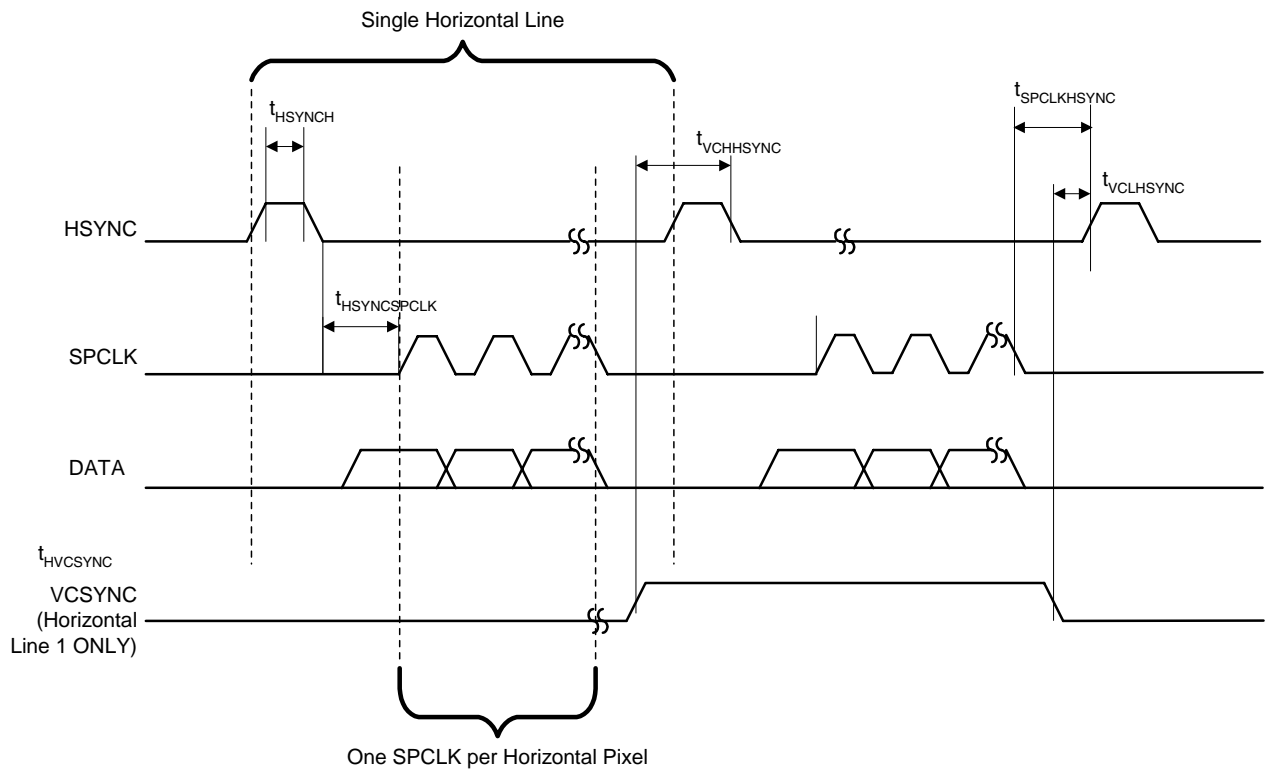 Single Horizontal Line
tHSYNCH
tSPCLKHSYNC
tVCHHSYNC
tVCLHSYNC
HSYNC
tHSYNCSPCLK
SPCLK
DATA
tHVCSYNC
VCSYNC
(Horizontal
Line 1 ONLY)
One SPCLK per Horizontal Pixel